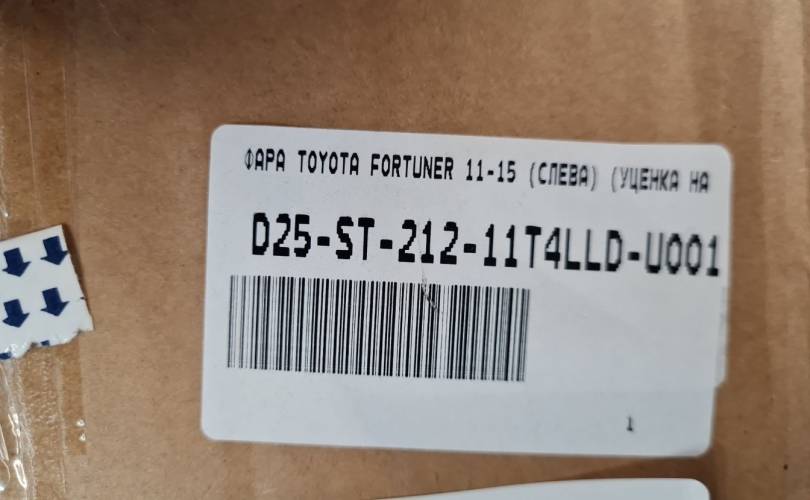 ФАРА TOYOTA FORTUNER 11-15 (СЛЕВА) (УЦЕНКА НА
D25-ST-212-11T4LLD-U001
1